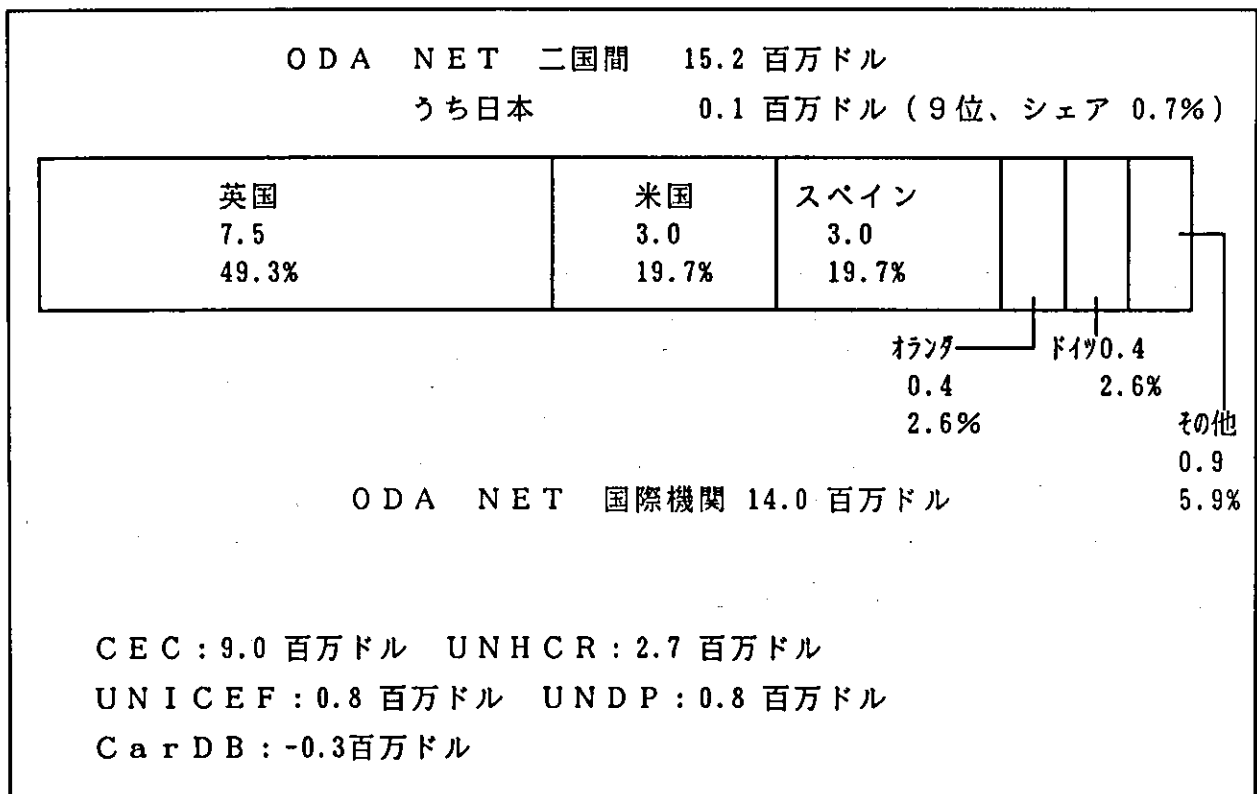 ODA NET 二国間 15.2 百万ドル
うち日本 0.1 百万ドル(9位、シェア 0.7%)
英国 米国 スペイン
7.5 3.0 3.0
49.3% 19.7% 19.7%
オランダ ドイツ0.4
0.4 2.6%
2.6% その他
0.9
ODA NET 国際機関 14.0 百万ドル 5.9%
CEC:9.0 百万ドル UNHCR:2.7 百万ドル
UNICEF:0.8 百万ドル UNDP:0.8 百万ドル
CarDB:-0.3百万ドル